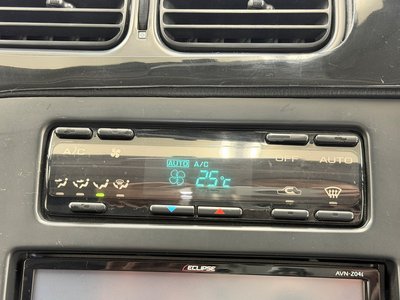 A/C OFF AUTO
AUTO A/C
25°C
ECLIPSE AVN-Z04i